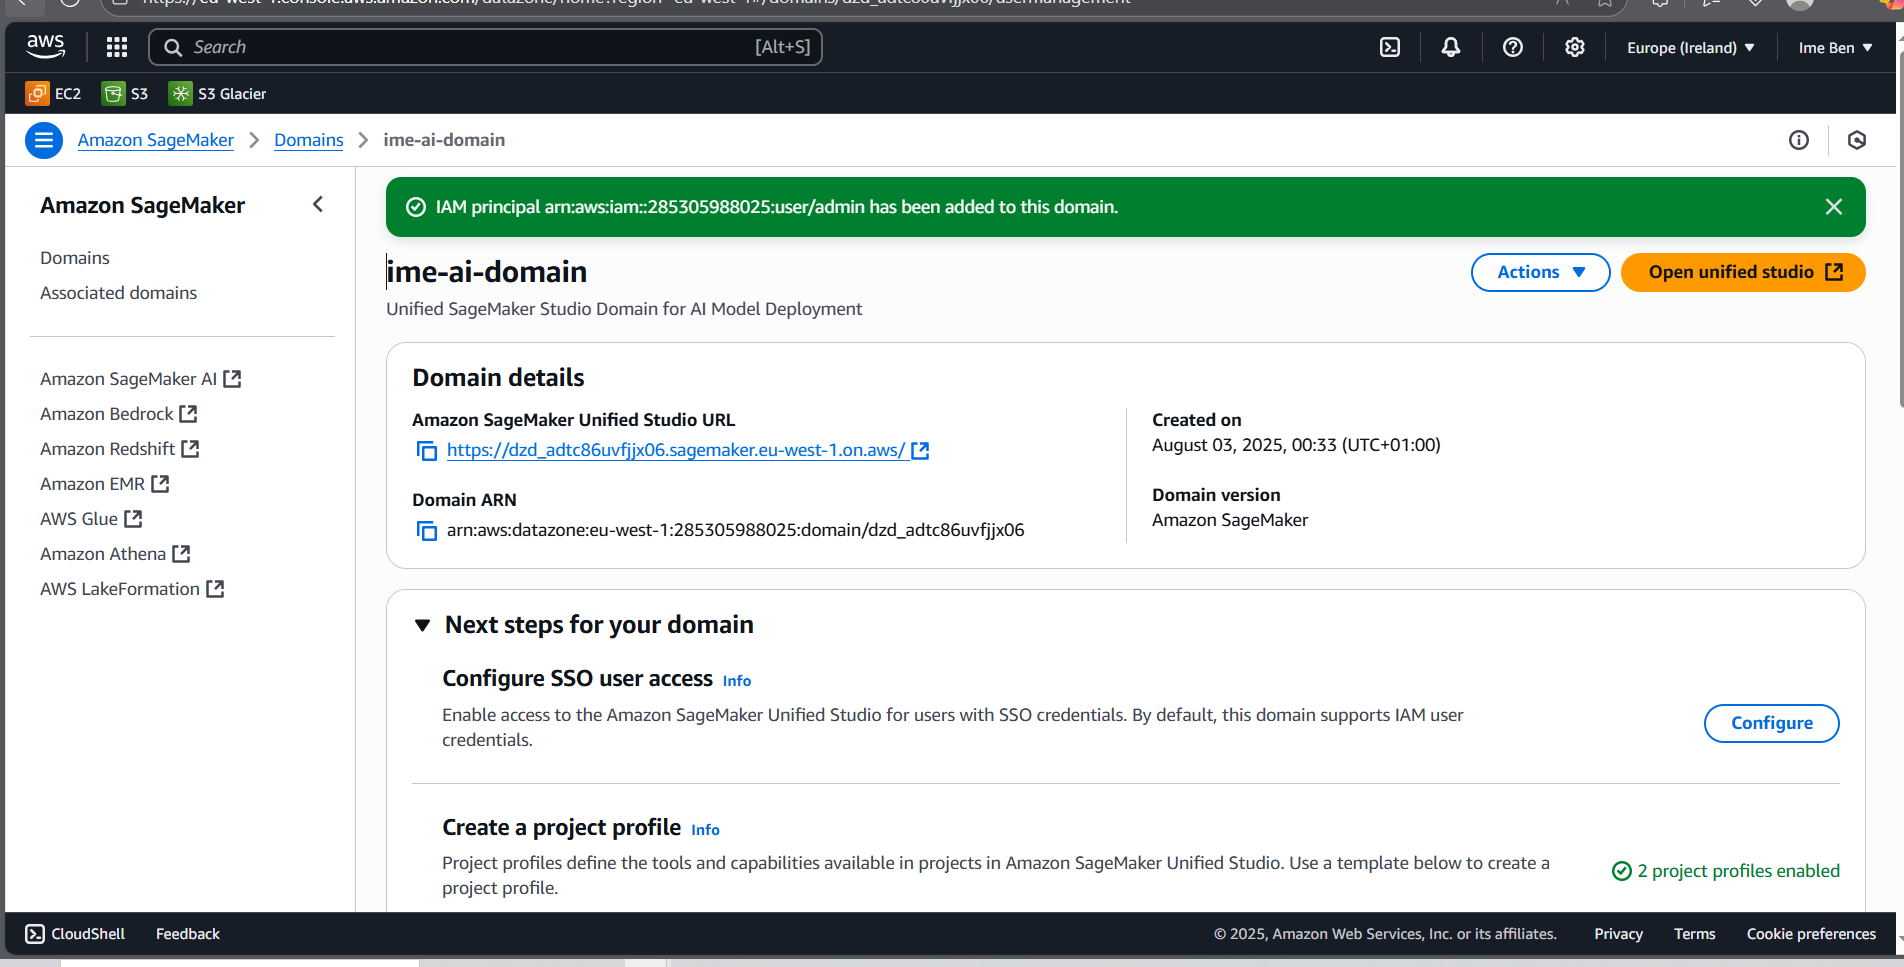 aws
Search
[Alt+S]
Europe (Ireland)
Ime Ben
EC2
S3
S3 Glacier
Amazon SageMaker
Domains
ime-ai-domain
Amazon SageMaker
Domains
Associated domains
Amazon SageMaker AI
Amazon Bedrock
Amazon Redshift
Amazon EMR
AWS Glue
Amazon Athena
AWS LakeFormation
IAM principal arn:aws:iam::285305988025:user/admin has been added to this domain.
ime-ai-domain
Actions
Open unified studio
Unified SageMaker Studio Domain for AI Model Deployment
Domain details
Amazon SageMaker Unified Studio URL
https://dzd_adtc86uvfjjx06.sagemaker.eu-west-1.on.aws/
Domain ARN
arn:aws:datazone:eu-west-1:285305988025:domain/dzd_adtc86uvfjjx06
Created on
August 03, 2025, 00:33 (UTC+01:00)
Domain version
Amazon SageMaker
Next steps for your domain
Configure SSO user access Info
Enable access to the Amazon SageMaker Unified Studio for users with SSO credentials. By default, this domain supports IAM user
credentials.
Configure
Create a project profile Info
Project profiles define the tools and capabilities available in projects in Amazon SageMaker Unified Studio. Use a template below to create a
project profile.
2 project profiles enabled
CloudShell
Feedback
© 2025, Amazon Web Services, Inc. or its affiliates.
Privacy
Terms
Cookie preferences